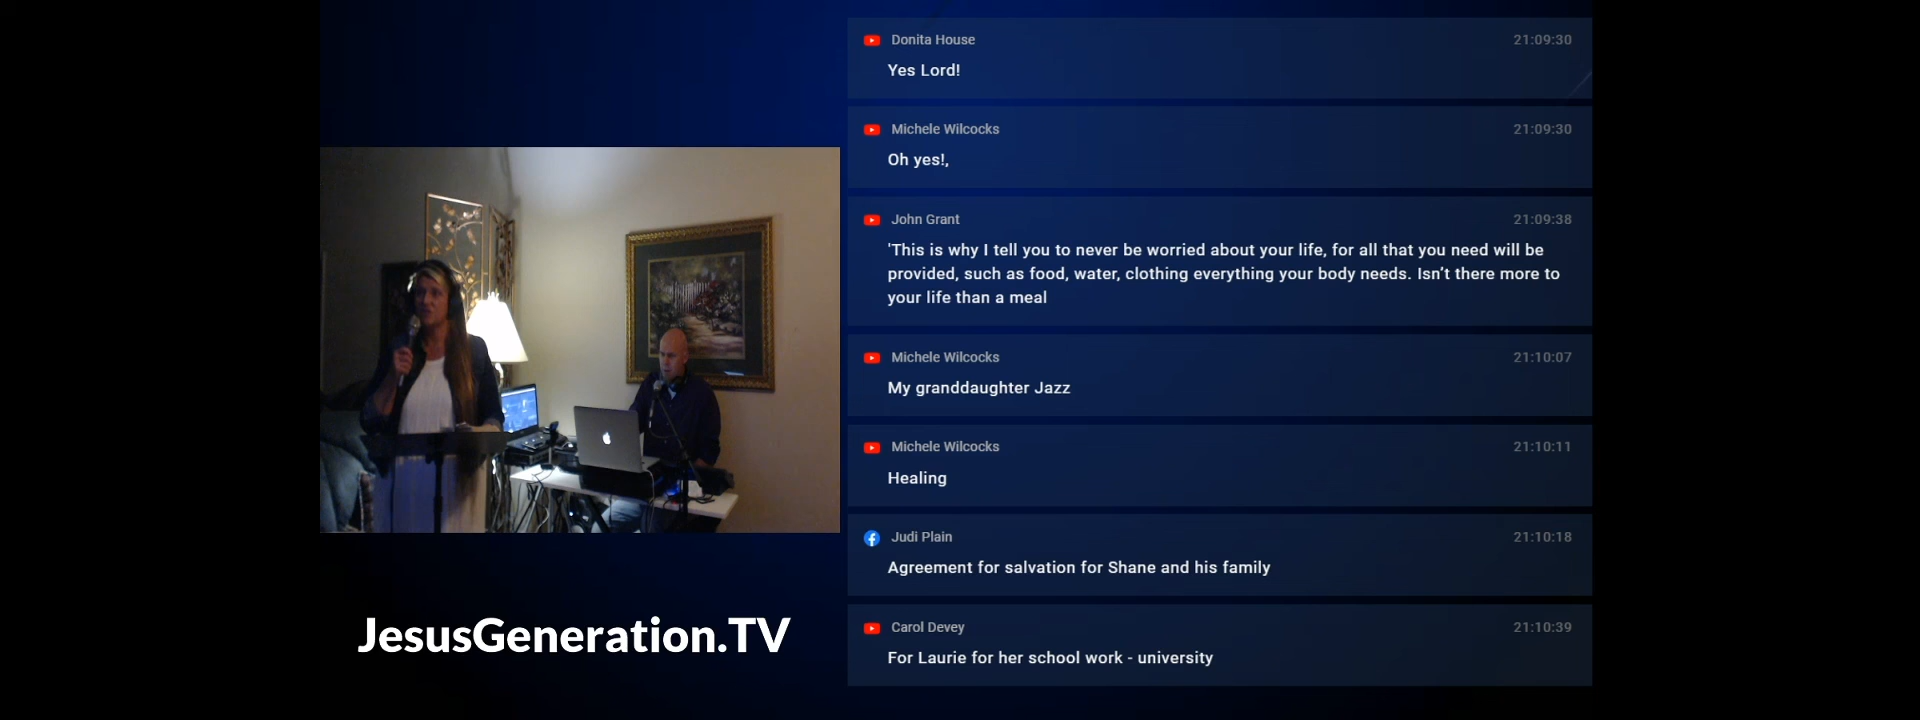 Donita House 21:09:30
Yes Lord!
Michele Wilcocks 21:09:30
Oh yes!,
John Grant 21:09:38
'This is why I tell you to never be worried about your life, for all that you need will be
provided, such as food, water, clothing everything your body needs. Isn’t there more to
your life than a meal
Michele Wilcocks 21:10:07
My granddaughter Jazz
Michele Wilcocks 21:10:11
Healing
Judi Plain 21:10:18
Agreement for salvation for Shane and his family
Carol Devey 21:10:39
For Laurie for her school work - university
JesusGeneration.TV